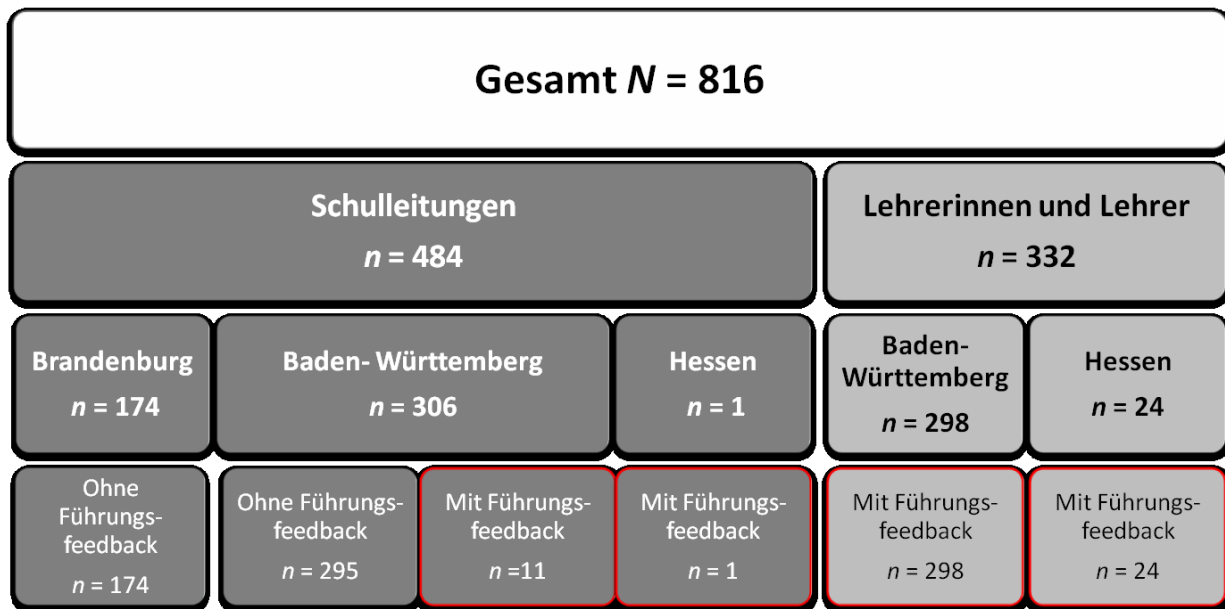 Gesamt N = 816
Schulleitungen
n = 484
Lehrerinnen und Lehrer
n = 332
Brandenburg
n = 174
Baden- Württemberg
n = 306
Hessen
n = 1
Baden-
Württemberg
n = 298
Hessen
n = 24
Ohne
Führungs-
feedback
n = 174
Ohne Führungs-
feedback
n = 295
Mit Führungs-
feedback
n =11
Mit Führungs-
feedback
n = 1
Mit Führungs-
feedback
n = 298
Mit Führungs-
feedback
n = 24